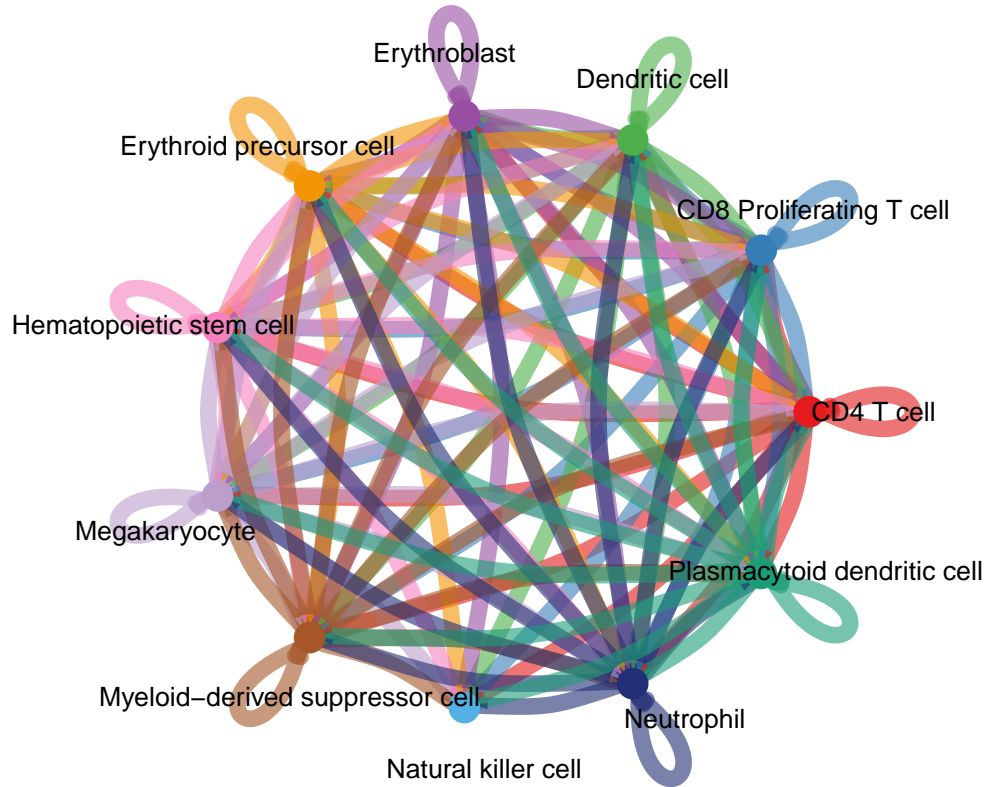 Erythroblast
Dendritic cell
Erythroid precursor cell
CD8 Proliferating T cell
Hematopoietic stem cell
CD4 T cell
Megakaryocyte
Plasmacytoid dendritic cell
Myeloid−derived suppressor cell
Neutrophil
Natural killer cell